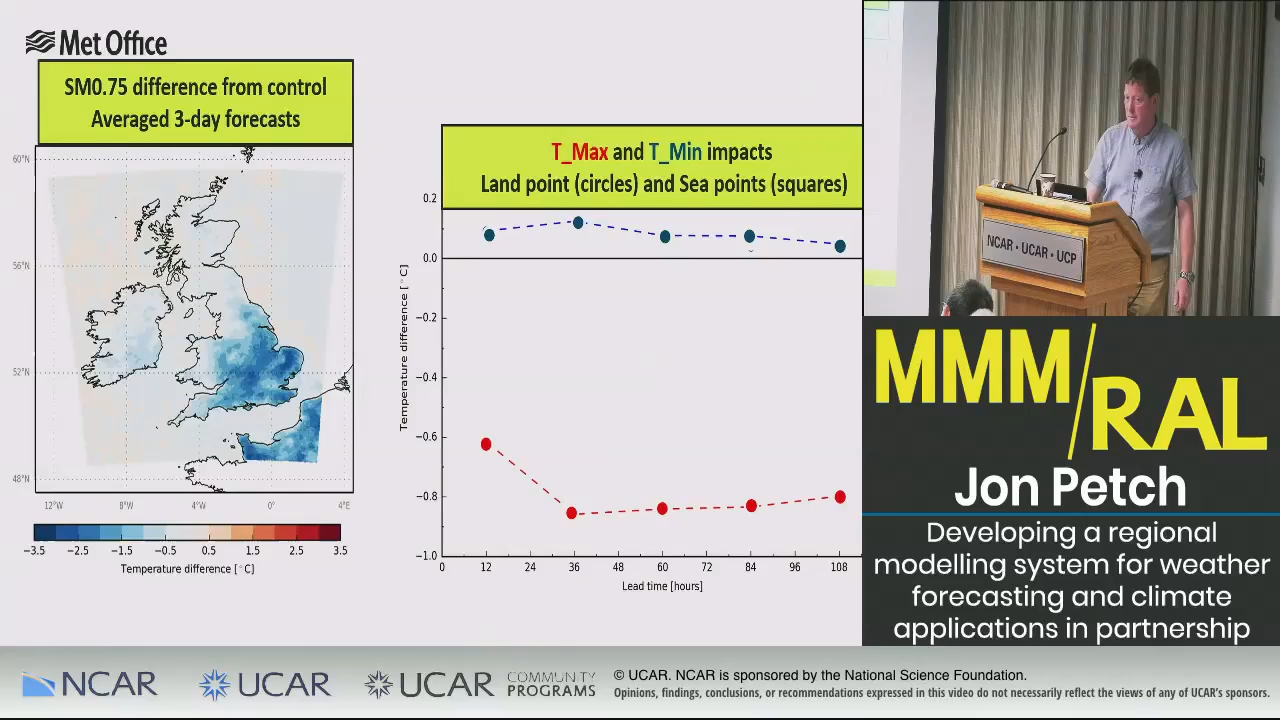 Met Office
SM0.75 difference from control
Averaged 3-day forecasts
60°N
56°N
52°N
48°N
12°W
8°W
4°W
0°
4°E
−3.5
−2.5
−1.5
−0.5
0.5
1.5
2.5
3.5
Temperature difference [°C]
T_Max and T_Min impacts
Land point (circles) and Sea points (squares)
0.2
0.0
−0.2
−0.4
−0.6
−0.8
−1.0
Temperature difference [°C]
0
12
24
36
48
60
72
84
96
108
Lead time [hours]
NCAR • UCAR • UCP
MMM/RAL
Jon Petch
Developing a regional
modelling system for weather
forecasting and climate
applications in partnership
NCAR
UCAR
UCAR
COMMUNITY
PROGRAMS
© UCAR. NCAR is sponsored by the National Science Foundation.
Opinions, findings, conclusions, or recommendations expressed in this video do not necessarily reflect the views of any of UCAR's sponsors.